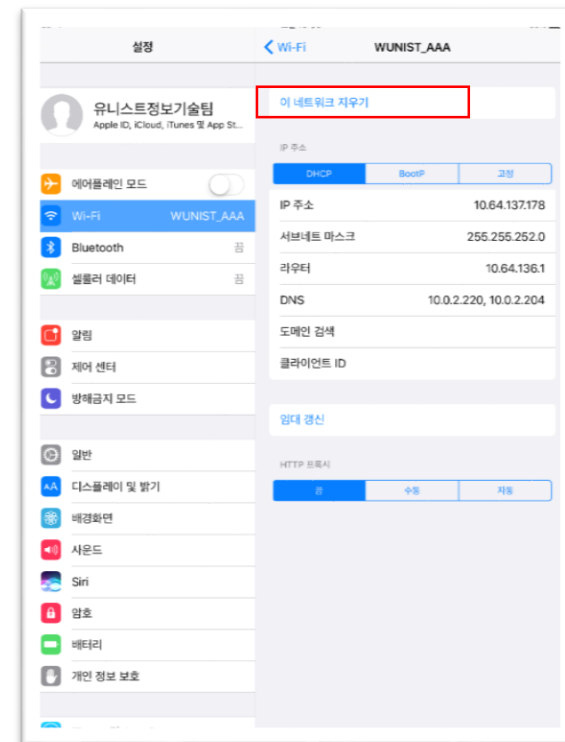 설정
Wi-Fi
WUNIST_AAA
유니스트정보기술팀
Apple ID, iCloud, iTunes 및 App St...
에어플레인 모드
Wi-Fi WUNIST_AAA
Bluetooth 끔
셀룰러 데이터 끔
알림
제어 센터
방해금지 모드
일반
디스플레이 및 밝기
배경화면
사운드
Siri
암호
배터리
개인 정보 보호
이 네트워크 지우기
IP 주소
DHCP BootP 고정
IP 주소 10.64.137.178
서브네트 마스크 255.255.252.0
라우터 10.64.136.1
DNS 10.0.2.220, 10.0.2.204
도메인 검색
클라이언트 ID
임대 갱신
HTTP 프록시
끔 수동 자동